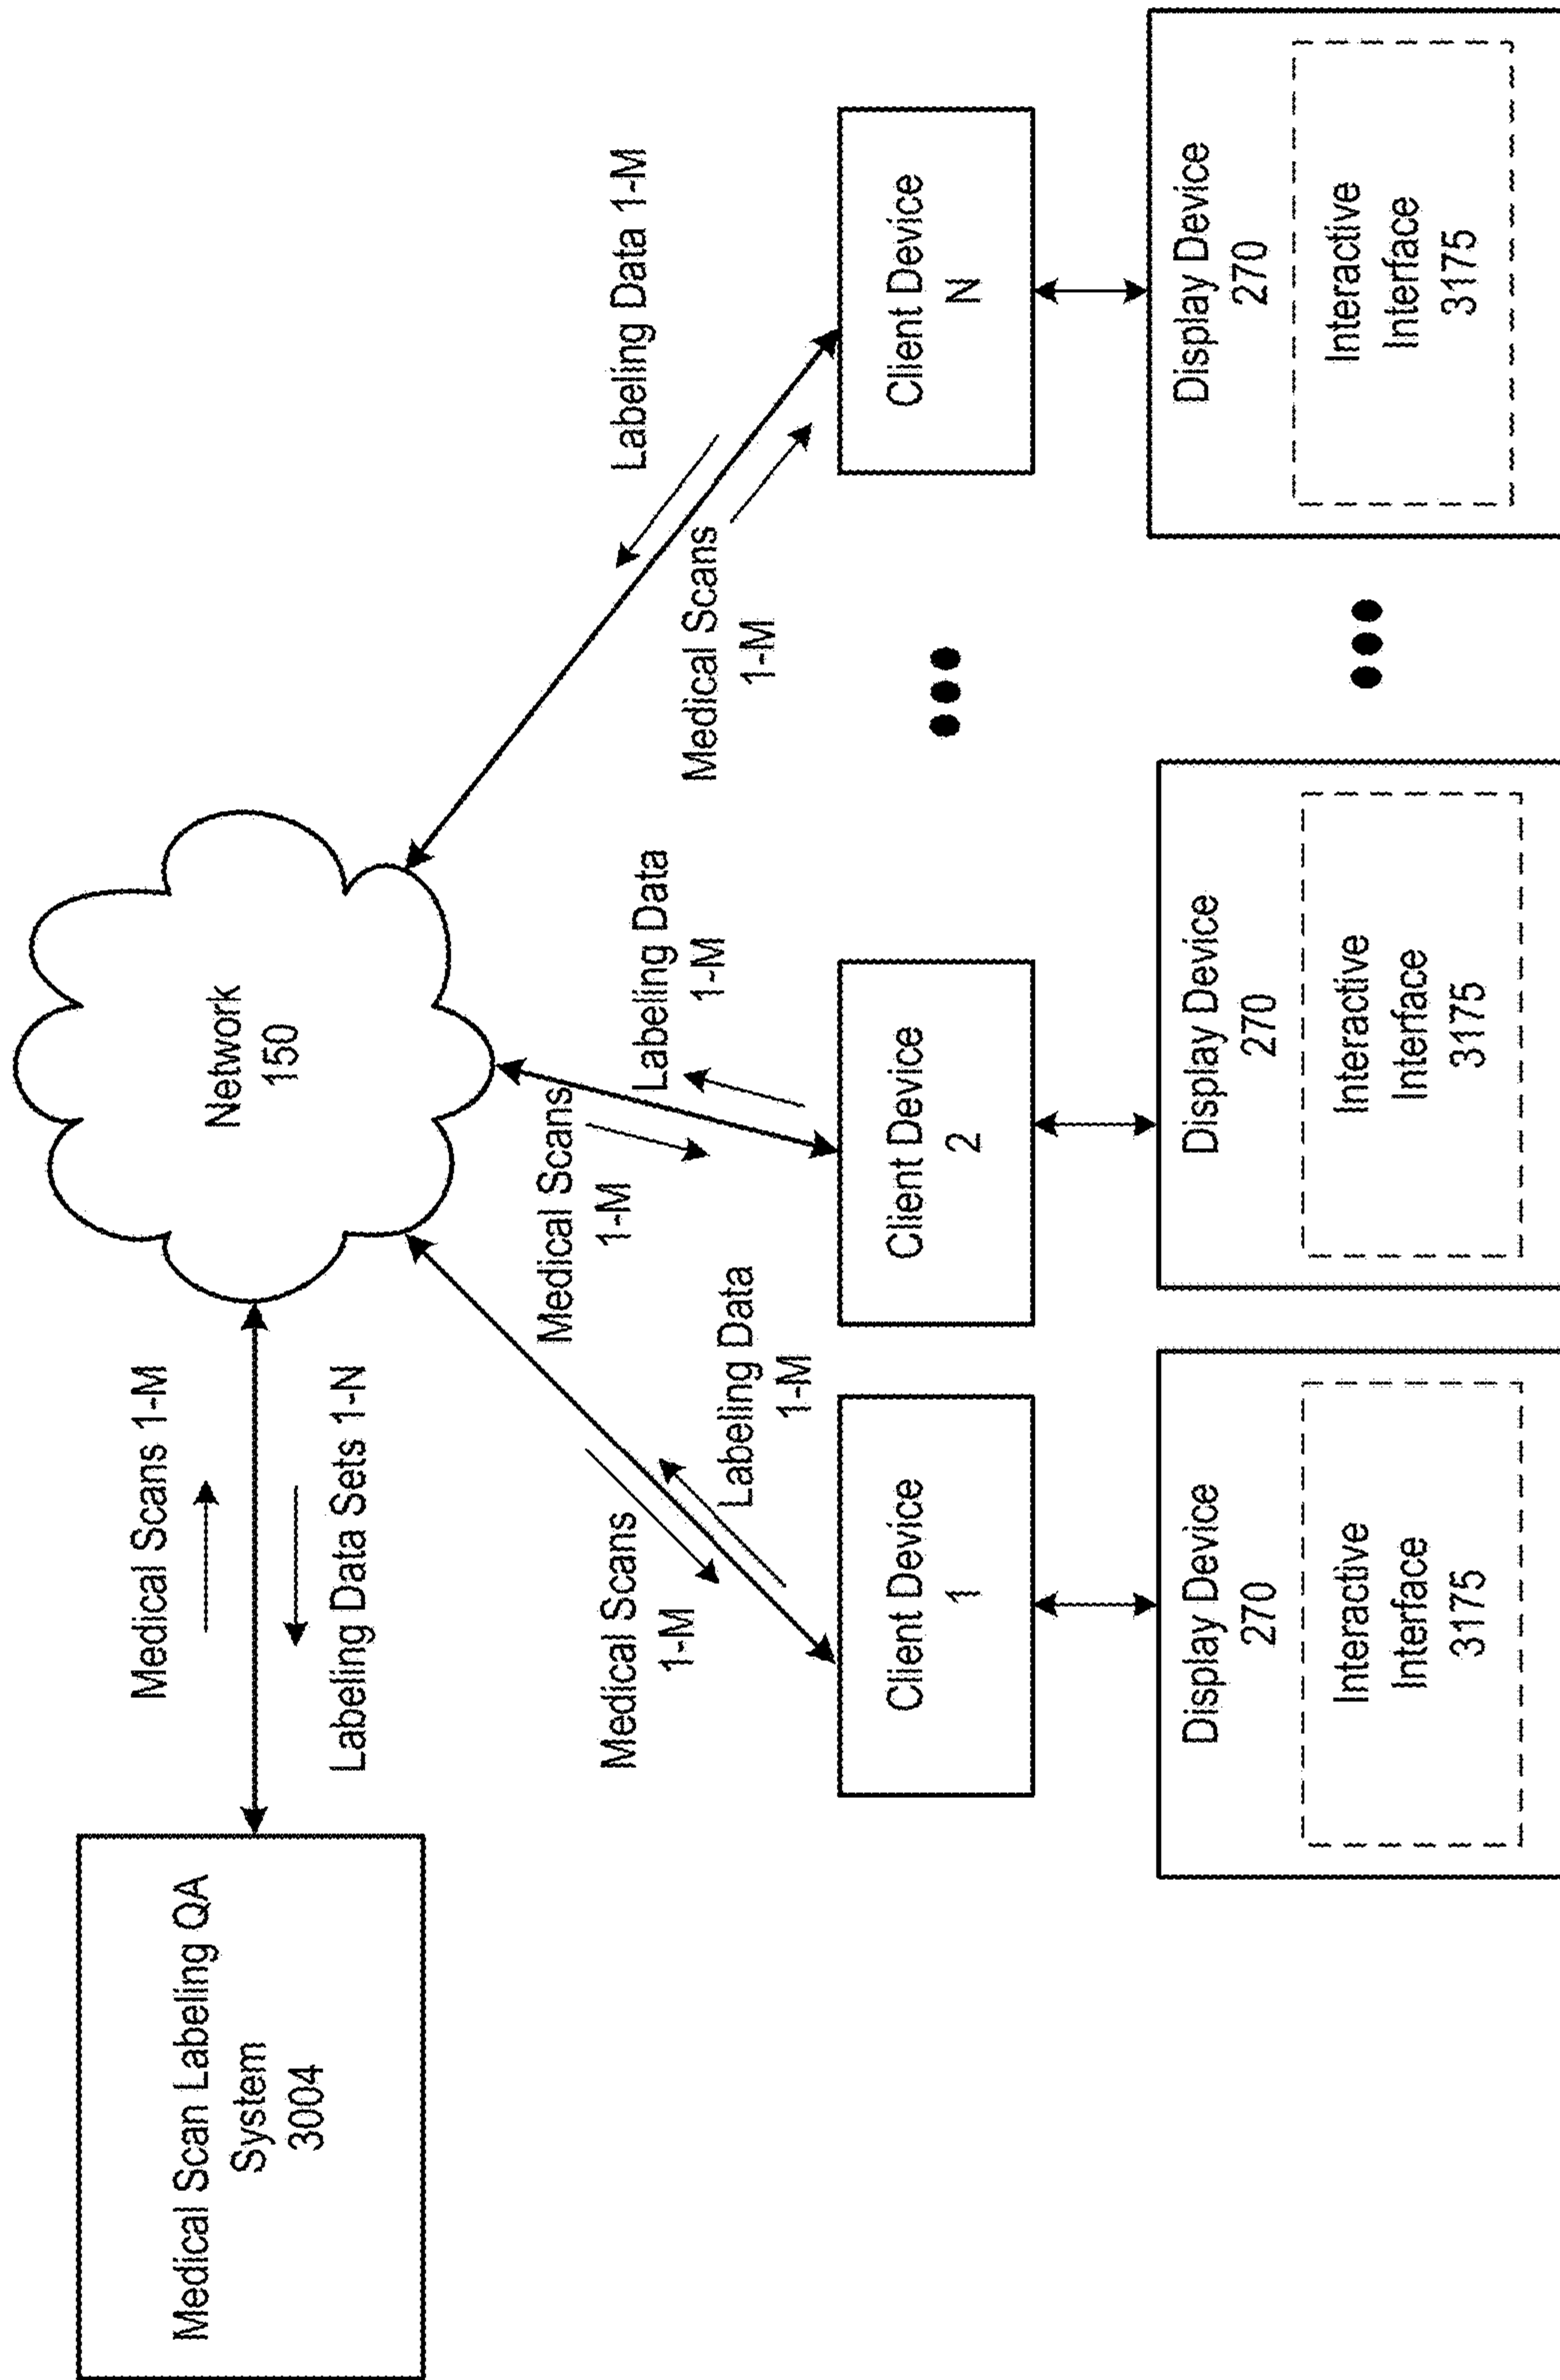 Medical Scan Labeling QA
System
3004
Medical Scans 1-M
Labeling Data Sets 1-N
Network
150
Medical Scans
1-M
Labeling Data
1-M
Medical Scans
1-M
Labeling Data
1-M
Labeling Data 1-M
Medical Scans
1-M
Client Device
1
Client Device
2
Client Device
N
Display Device
270
Interactive
Interface
3175
Display Device
270
Interactive
Interface
3175
Display Device
270
Interactive
Interface
3175